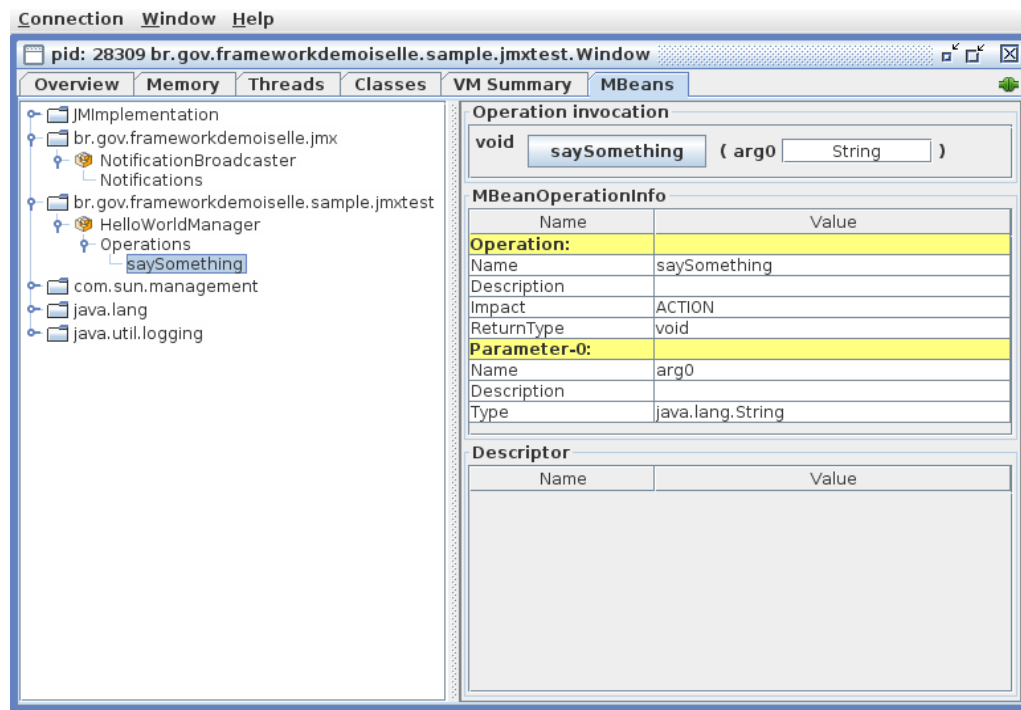 Connection Window Help
pid: 28309 br.gov.frameworkdemoiselle.sample.jmxtest.Window
Overview Memory Threads Classes VM Summary MBeans
JMImplementation
br.gov.frameworkdemoiselle.jmx
NotificationBroadcaster
Notifications
br.gov.frameworkdemoiselle.sample.jmxtest
HelloWorldManager
Operations
saySomething
com.sun.management
java.lang
java.util.logging
Operation invocation
void saySomething ( arg0 String )
MBeanOperationInfo
Name Value
Operation:
Name saySomething
Description
Impact ACTION
ReturnType void
Parameter-0:
Name arg0
Description
Type java.lang.String
Descriptor
Name Value